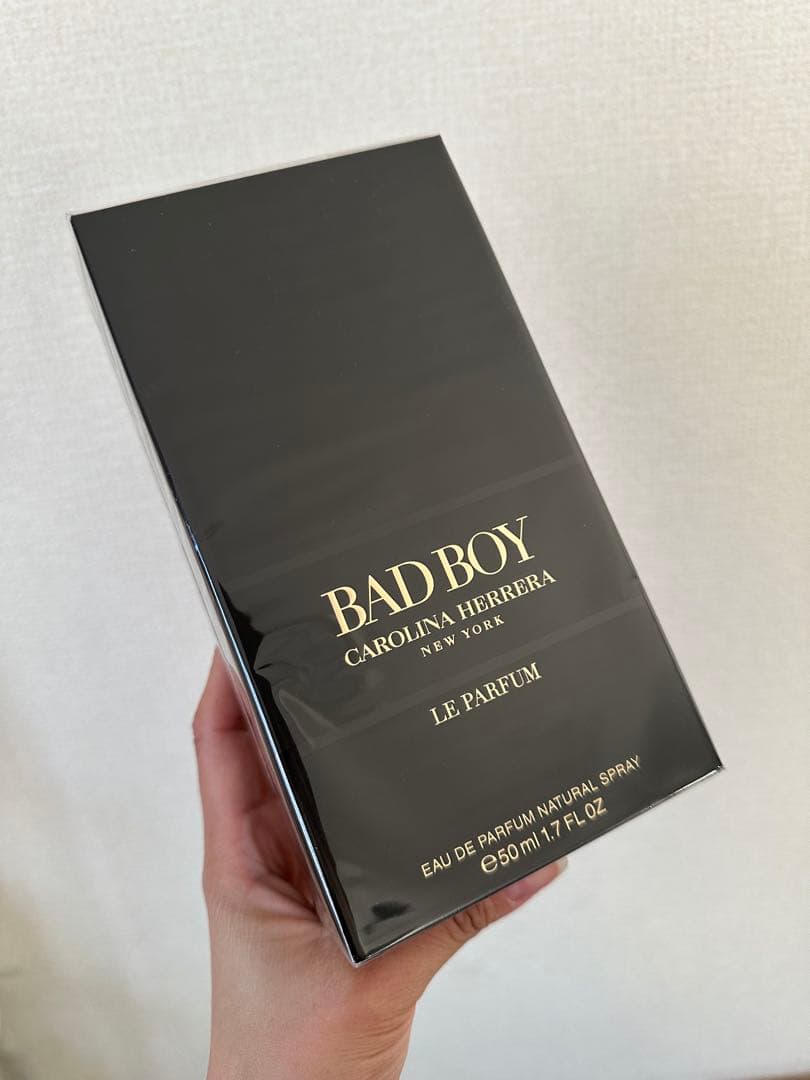 BAD BOY
CAROLINA HERRERA
NEW YORK
LE PARFUM
EAU DE PARFUM NATURAL SPRAY
℮50 ml 1.7 FL OZ